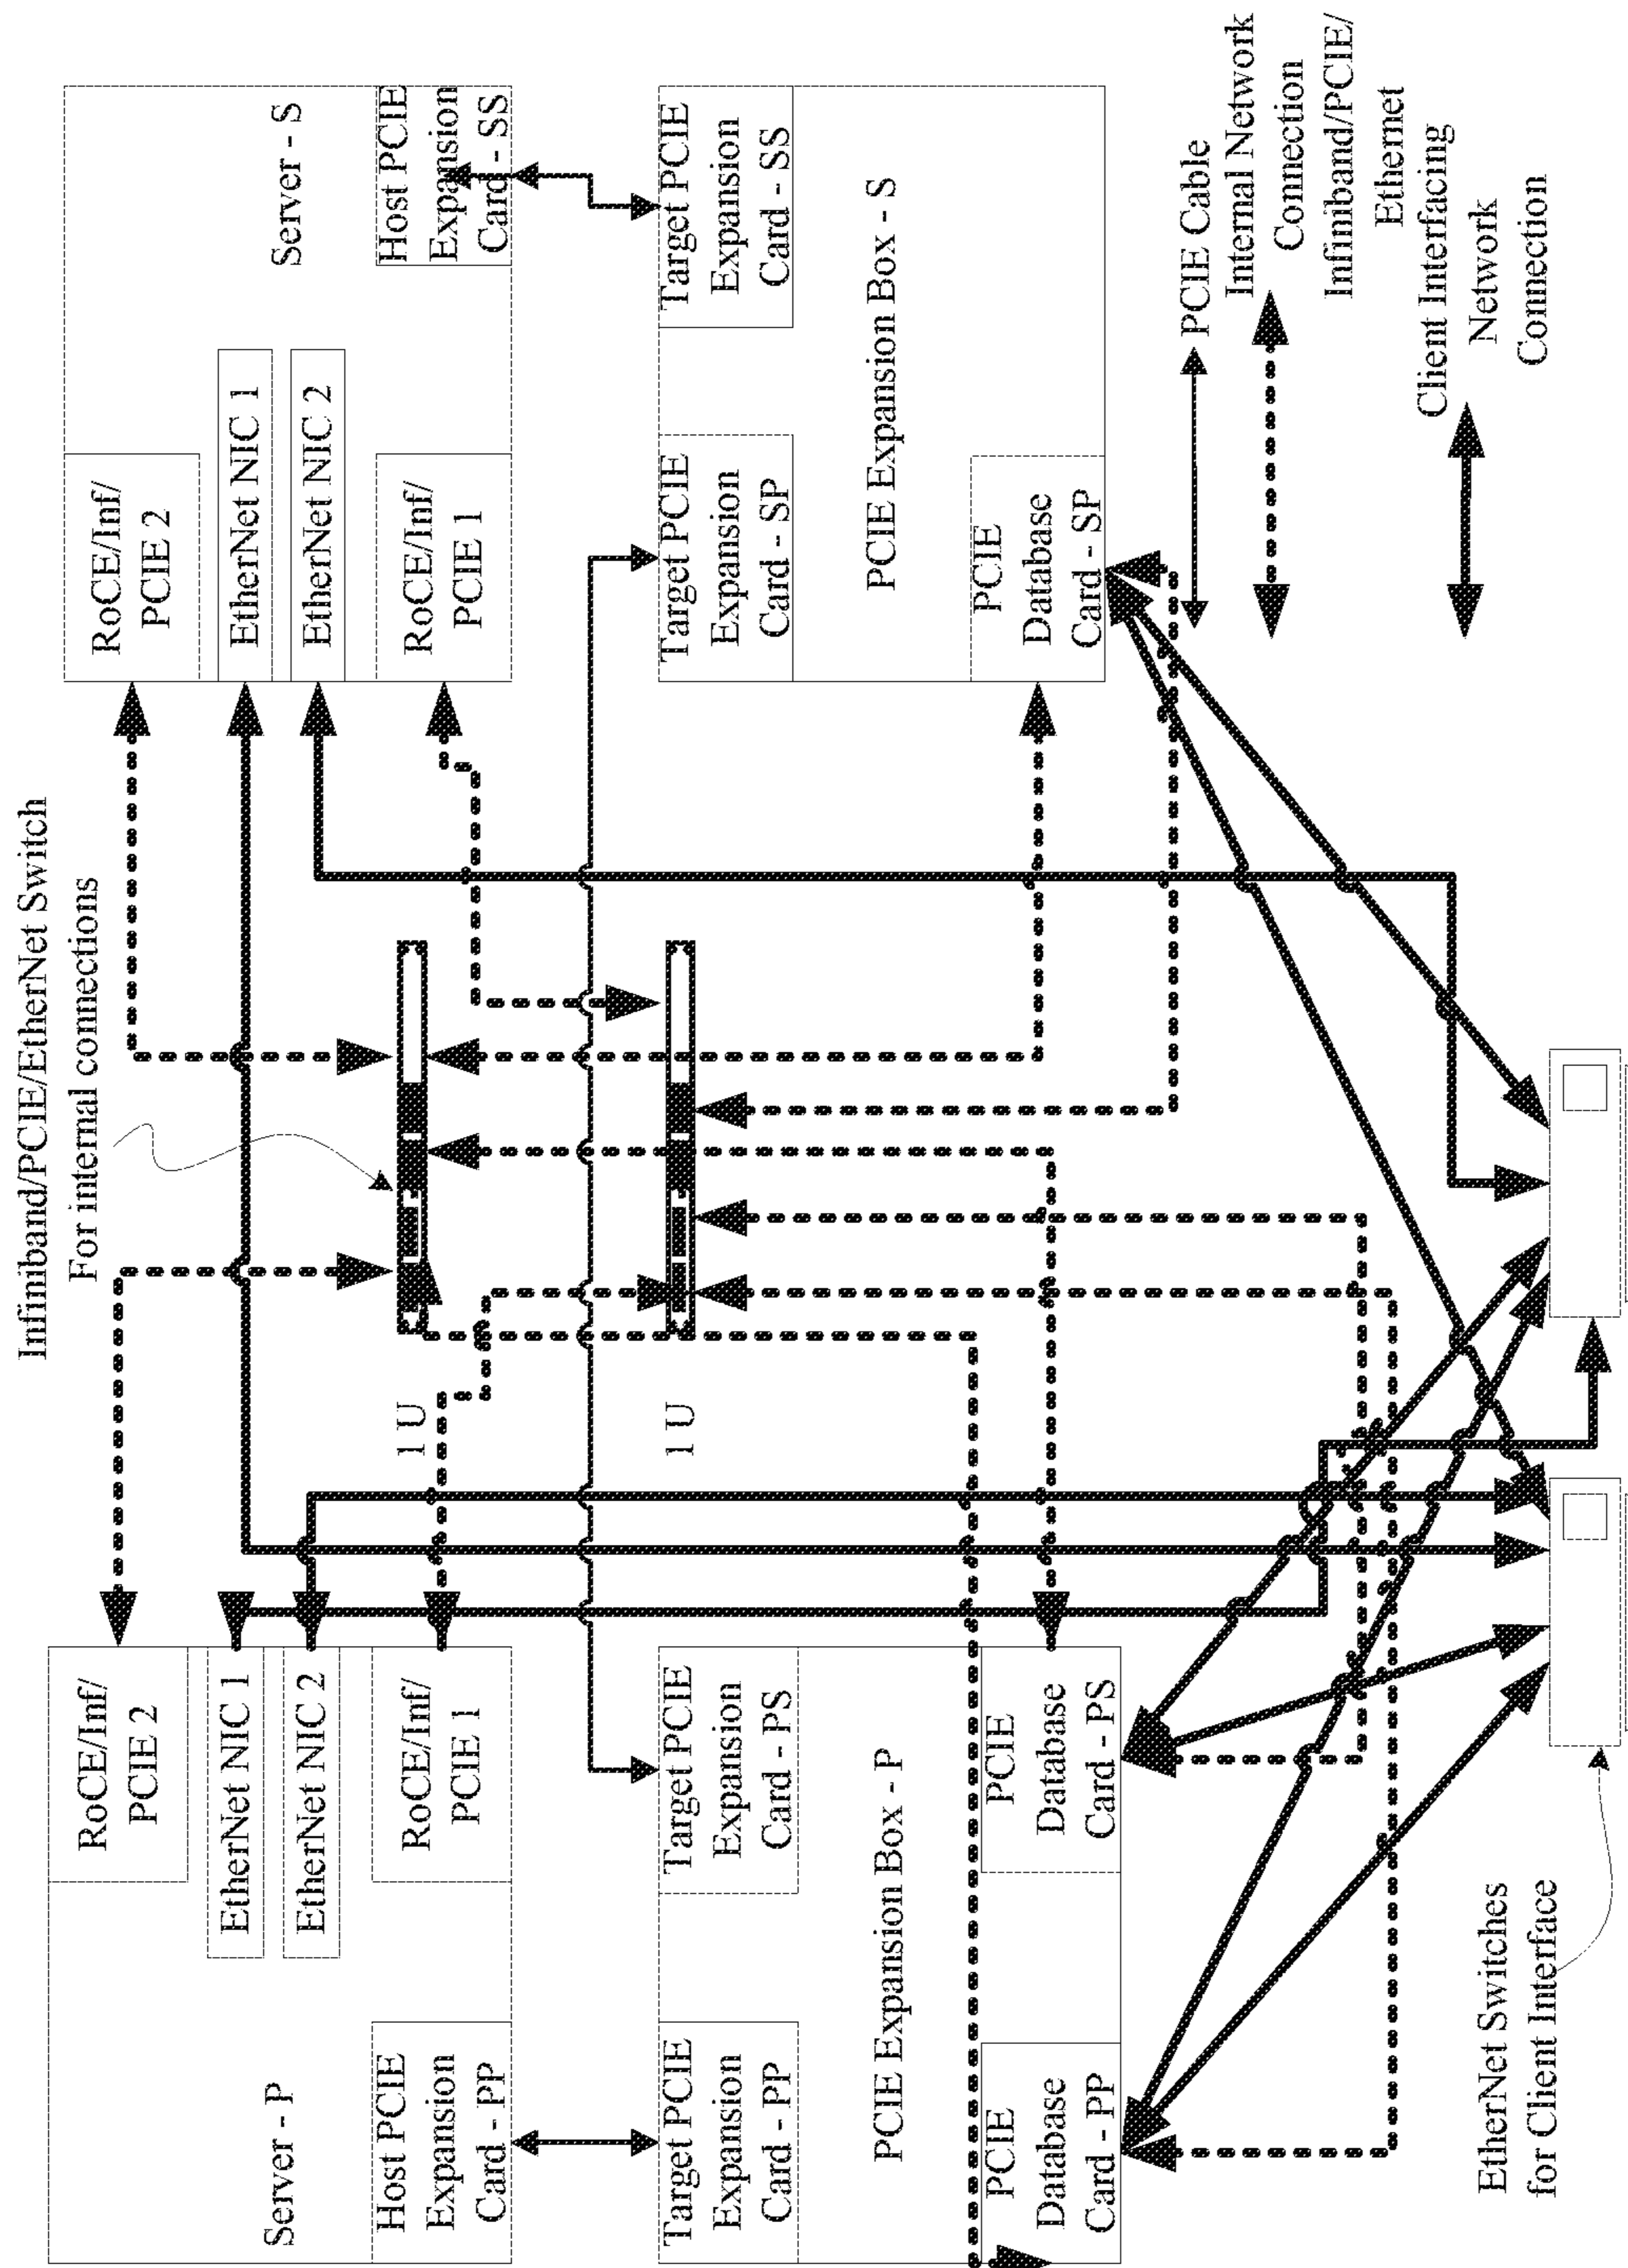 Infiniband/PCIE/EtherNet Switch
For internal connections
Server - P
RoCE/Inf/
PCIE 2
EtherNet NIC 1
EtherNet NIC 2
RoCE/Inf/
PCIE 1
Host PCIE
Expansion
Card - PP
1 U
1 U
RoCE/Inf/
PCIE 2
EtherNet NIC 1
EtherNet NIC 2
RoCE/Inf/
PCIE 1
Server - S
Host PCIE
Expansion
Card - SS
Target PCIE
Expansion
Card - PP
Target PCIE
Expansion
Card - PS
PCIE Expansion Box - P
PCIE
Database
Card - PP
PCIE
Database
Card - PS
Target PCIE
Expansion
Card - SP
Target PCIE
Expansion
Card - SS
PCIE Expansion Box - S
PCIE
Database
Card - SP
EtherNet Switches
for Client Interface
PCIE Cable
Internal Network
Connection
Infiniband/PCIE/
Ethernet
Client Interfacing
Network
Connection